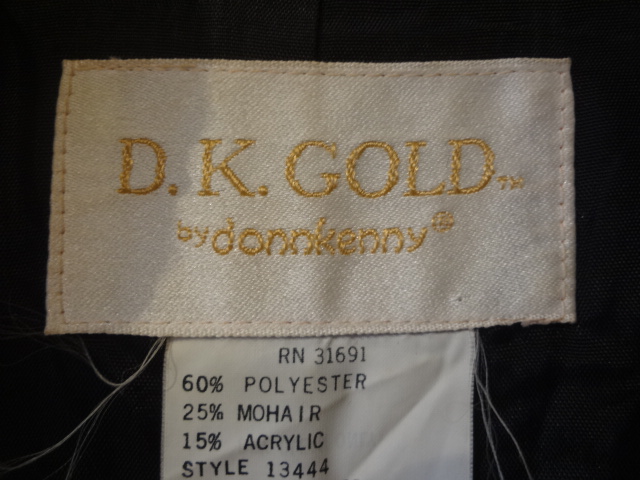 D.K.GOLD™
by donnkenny®
RN 31691
60% POLYESTER
25% MOHAIR
15% ACRYLIC
STYLE 13444